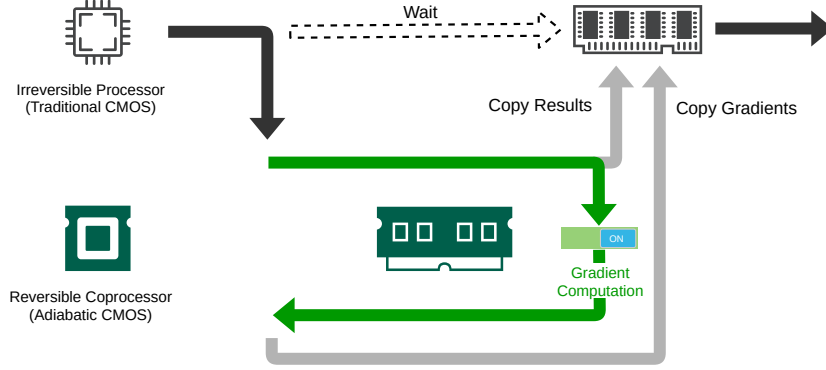 Wait
Irreversible Processor
(Traditional CMOS)
Copy Results
Copy Gradients
ON
Gradient
Computation
Reversible Coprocessor
(Adiabatic CMOS)